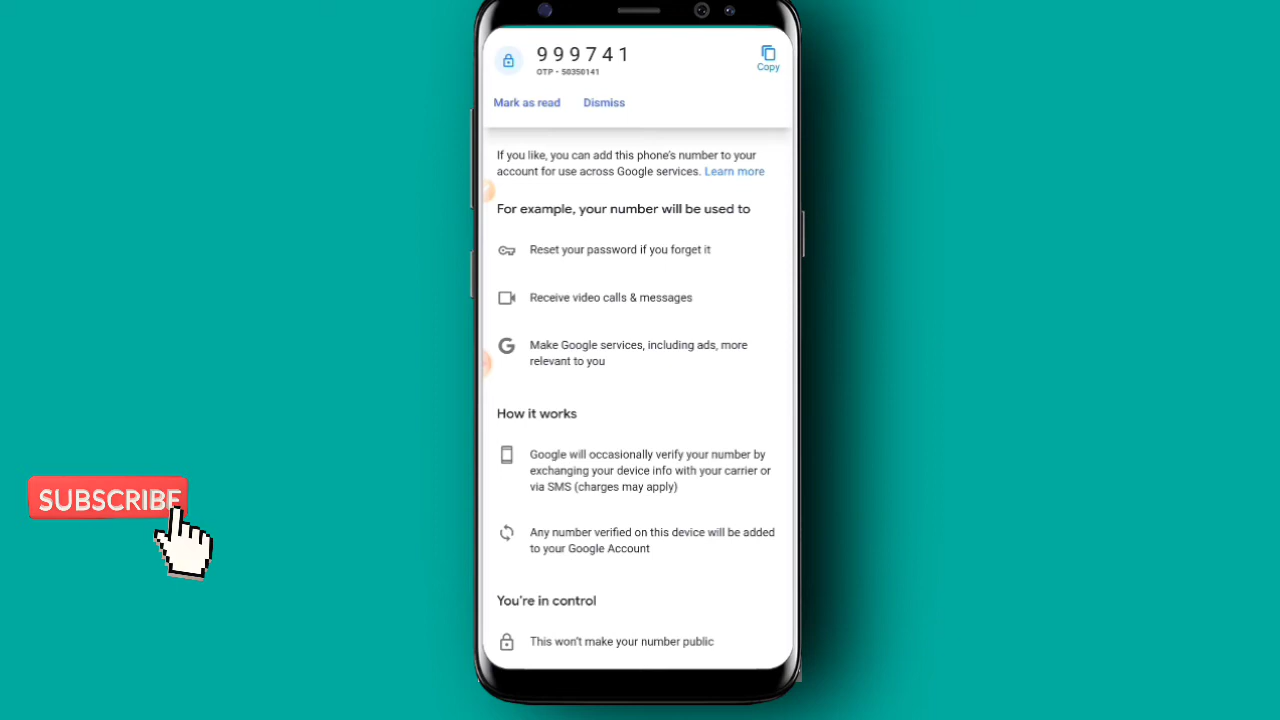 999741
OTP - 50350141
Copy
Mark as read Dismiss
If you like, you can add this phone's number to your
account for use across Google services. Learn more
For example, your number will be used to
Reset your password if you forget it
Receive video calls & messages
Make Google services, including ads, more
relevant to you
How it works
Google will occasionally verify your number by
exchanging your device info with your carrier or
via SMS (charges may apply)
Any number verified on this device will be added
to your Google Account
You're in control
This won't make your number public
SUBSCRIBE